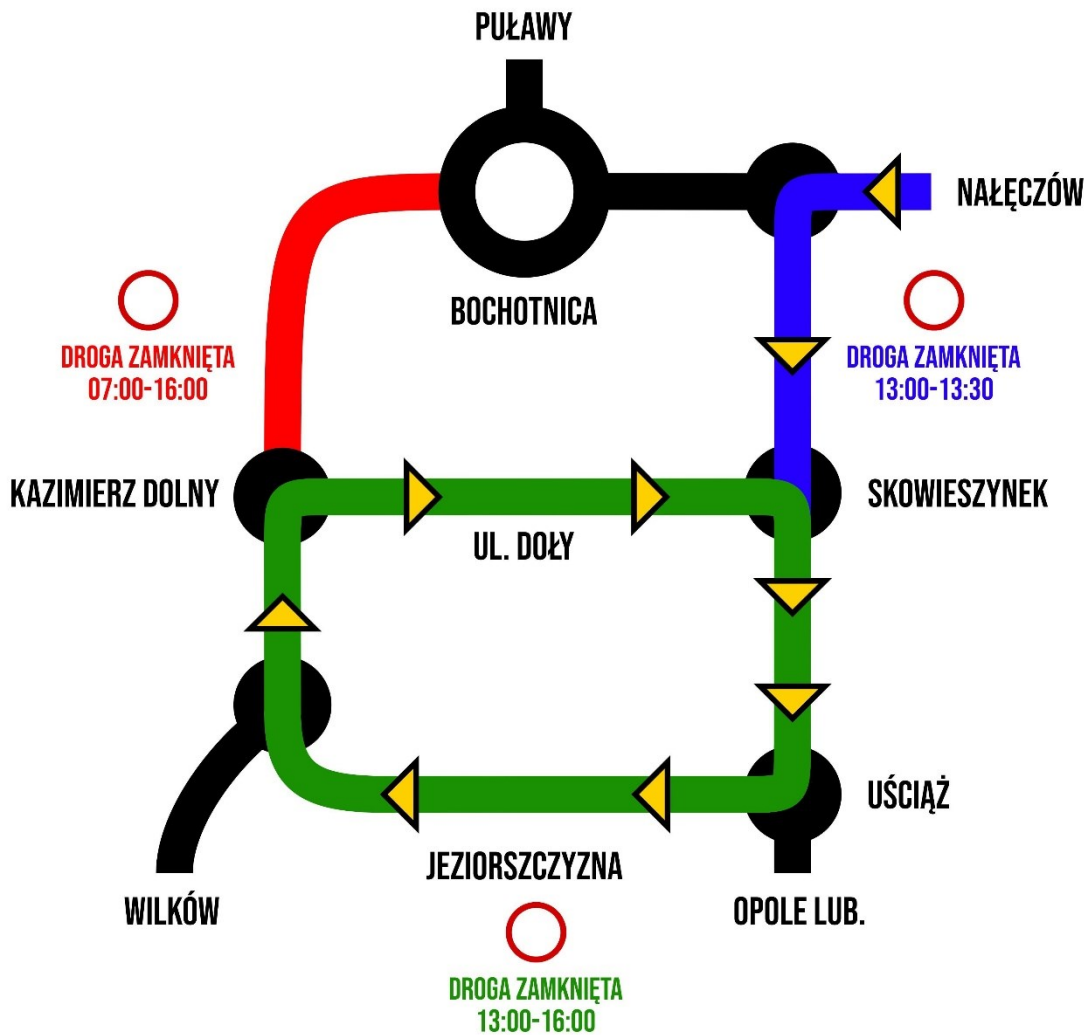 PUŁAWY
NAŁĘCZÓW
BOCHOTNICA
DROGA ZAMKNIĘTA
07:00-16:00
DROGA ZAMKNIĘTA
13:00-13:30
KAZIMIERZ DOLNY
SKOWIESZYNEK
UL. DOŁY
UŚCIĄŻ
JEZIORSZCZYZNA
WILKÓW
OPOLE LUB.
DROGA ZAMKNIĘTA
13:00-16:00